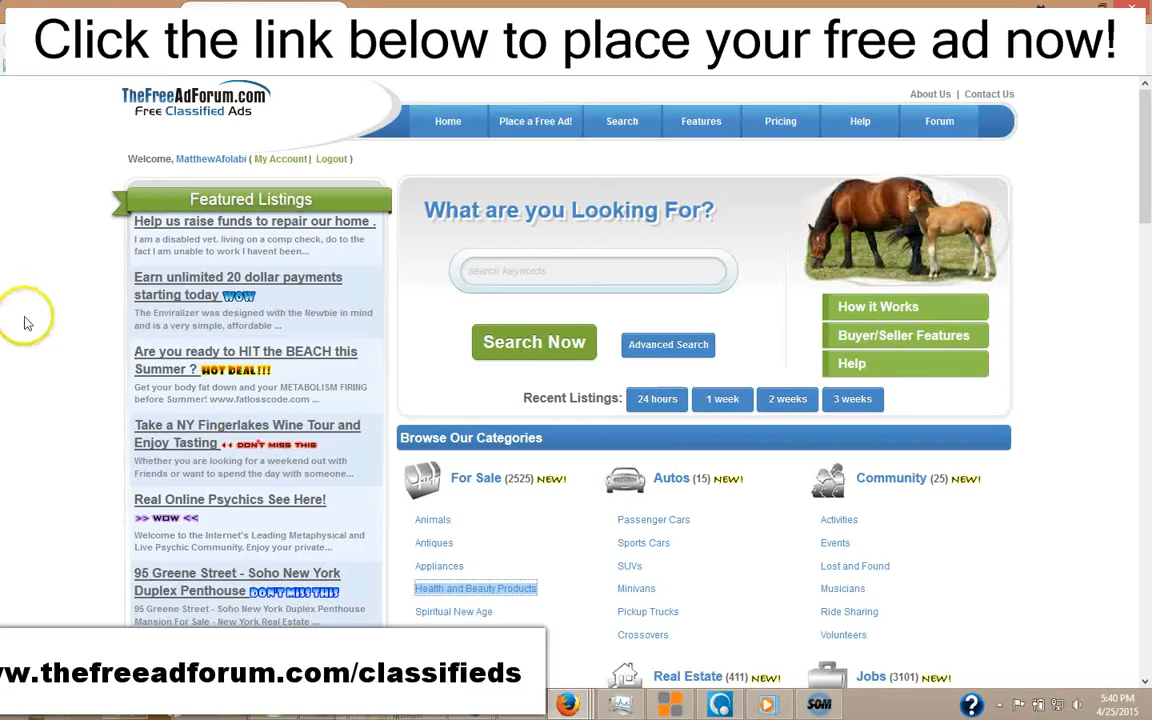 Click the link below to place your free ad now!
TheFreeAdForum.com
Free Classified Ads
About Us | Contact Us
Home Place a Free Ad! Search Features Pricing Help Forum
Welcome, MatthewAfolabi ( My Account | Logout )
Featured Listings
Help us raise funds to repair our home .
I am a disabled vet. living on a comp check, do to the
fact I am unable to work I havent been...
Earn unlimited 20 dollar payments
starting today WOW
The Enviralizer was designed with the Newbie in mind
and is a very simple, affordable ...
Are you ready to HIT the BEACH this
Summer ? HOT DEAL!!!
Get your body fat down and your METABOLISM FIRING
before Summer! www.fatlosscode.com ...
Take a NY Fingerlakes Wine Tour and
Enjoy Tasting DON'T MISS THIS
Whether you are looking for a weekend out with
Friends or want to spend the day with someone...
Real Online Psychics See Here!
>> WOW <<
Welcome to the Internet's Leading Metaphysical and
Live Psychic Community. Enjoy your private...
95 Greene Street - Soho New York
Duplex Penthouse DON'T MISS THIS
95 Greene Street - Soho New York Duplex Penthouse
Mansion For Sale - New York Real Estate ...
What are you Looking For?
search keywords...
Search Now
Advanced Search
How it Works
Buyer/Seller Features
Help
Recent Listings: 24 hours 1 week 2 weeks 3 weeks
Browse Our Categories
For Sale (2525) NEW!
Animals
Antiques
Appliances
Health and Beauty Products
Spiritual New Age
Autos (15) NEW!
Passenger Cars
Sports Cars
SUVs
Minivans
Pickup Trucks
Crossovers
Community (25) NEW!
Activities
Events
Lost and Found
Musicians
Ride Sharing
Volunteers
Real Estate (411) NEW!
Jobs (3101) NEW!
w.thefreeadforum.com/classifieds
SOM
5:40 PM
4/25/2015